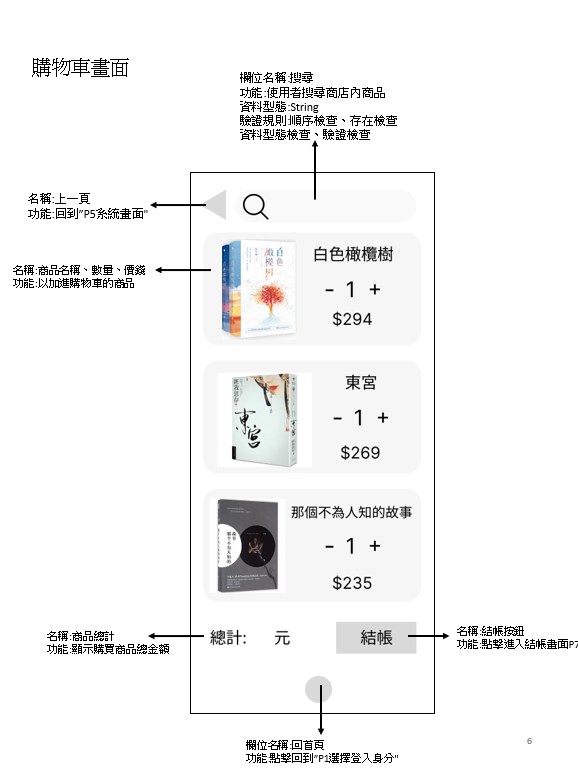 購物車畫面
欄位名稱:搜尋
功能:使用者搜尋商店內商品
資料型態:String
驗證規則:順序檢查、存在檢查
資料型態檢查、驗證檢查
名稱:上一頁
功能:回到"P5系統畫面"
名稱:商品名稱、數量、價錢
功能:以加進購物車的商品
白色橄欖樹
- 1 +
$294
東宮
- 1 +
$269
那個不為人知的故事
- 1 +
$235
名稱:商品總計
功能:顯示購買商品總金額
總計: 元
結帳
名稱:結帳按鈕
功能:點擊進入結帳畫面P7
欄位名稱:回首頁
功能:點擊回到"P1選擇登入身分"
6